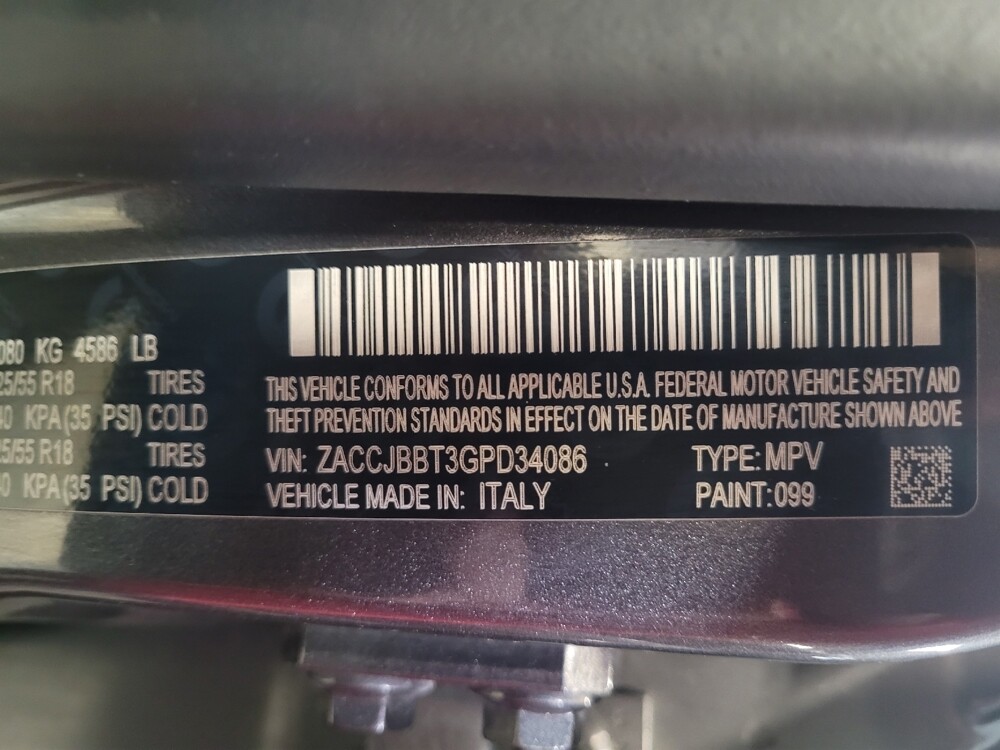 080 KG 4586 LB
25/55 R18 TIRES
40 KPA(35 PSI) COLD
25/55 R18 TIRES
40 KPA(35 PSI) COLD
THIS VEHICLE CONFORMS TO ALL APPLICABLE U.S.A. FEDERAL MOTOR VEHICLE SAFETY AND
THEFT PREVENTION STANDARDS IN EFFECT ON THE DATE OF MANUFACTURE SHOWN ABOVE
VIN: ZACCJBBT3GPD34086 TYPE: MPV
VEHICLE MADE IN: ITALY PAINT: 099